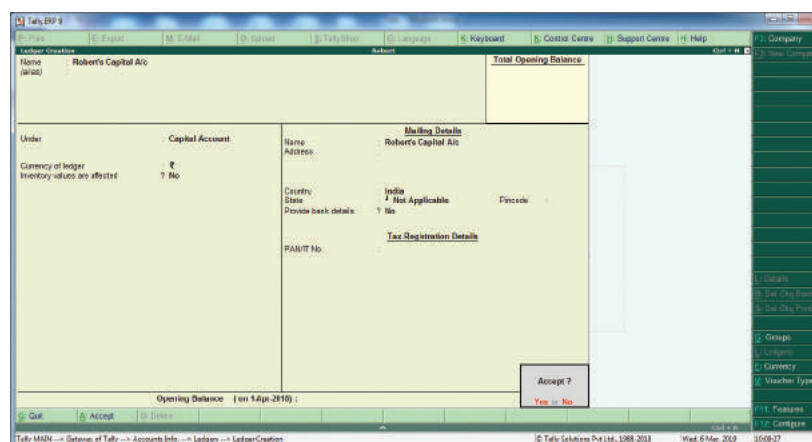 Tally.ERP 9
P: Print E: Export M: E-Mail O: Upload S: TallyShop G: Language K: Keyboard K: Control Centre H: Support Centre H: Help F3: Company
Ledger Creation Robert Ctrl + M F3: New Company
Name : Robert's Capital A/c Total Opening Balance
(alias) :
Mailing Details
Under : Capital Account Name : Robert's Capital A/c
Address :
Currency of ledger : ₹
Inventory values are affected ? No
Country : India
State : Not Applicable Pincode :
Provide bank details ? No
Tax Registration Details
PAN/IT No. :
L: Details
B: Set Chq Book
S: Set Chq Print
G: Groups
L: Ledgers
E: Currency
V: Voucher Type
Accept ?
Yes or No
Opening Balance ( on 1-Apr-2018) :
Q: Quit A: Accept D: Delete F11: Features
F12: Configure
Ctrl + N
Tally MAIN --> Gateway of Tally --> Accounts Info. --> Ledgers --> Ledger Creation © Tally Solutions Pvt Ltd., 1988-2018 Wed, 6 Mar, 2019 10:08:27